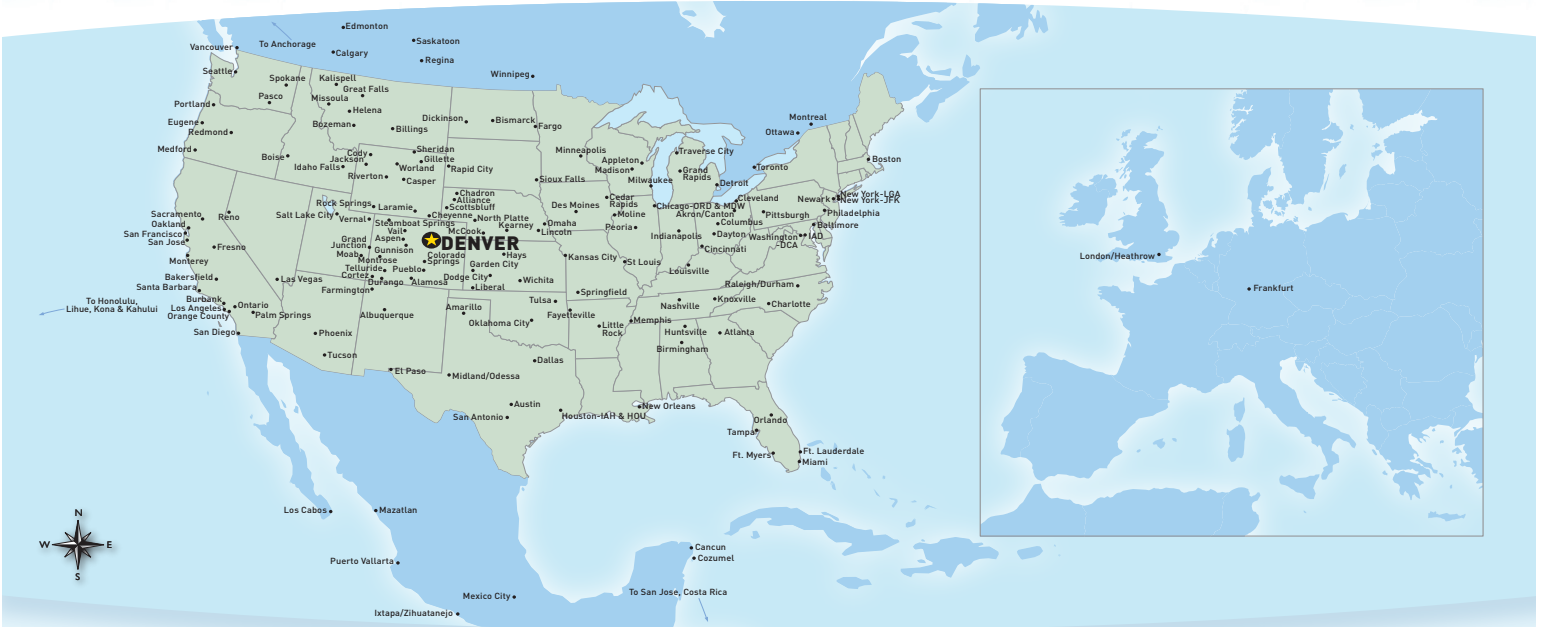 Edmonton
To Anchorage
Saskatoon
Vancouver
Calgary
Regina
Seattle
Winnipeg
Spokane
Kalispell
Great Falls
Pasco
Missoula
Portland
Helena
Montreal
Eugene
Bozeman
Dickinson
Bismarck
Redmond
Billings
Fargo
Ottawa
Medford
Sheridan
Minneapolis
Traverse City
Boise
Cody
Jackson
Gillette
Appleton
Boston
Idaho Falls
Worland
Rapid City
Madison
Grand
Rapids
Toronto
Riverton
Casper
Sioux Falls
Milwaukee
Detroit
Chadron
Alliance
Cedar
Rapids
Cleveland
New York-LGA
Newark
New York-JFK
Rock Springs
Laramie
Scottsbluff
Des Moines
Chicago-ORD & MDW
Sacramento
Reno
Salt Lake City
Vernal
Cheyenne
North Platte
Moline
Akron/Canton
Pittsburgh
Philadelphia
Oakland
Steamboat Springs
Kearney
Omaha
Peoria
Columbus
Baltimore
San Francisco
Vail
McCook
Lincoln
Indianapolis
Dayton
Washington
-DCA
IAD
San Jose
Fresno
Grand
Junction
Aspen
DENVER
Cincinnati
Gunnison
Moab
Colorado
Springs
Hays
Kansas City
St Louis
Monterey
Montrose
Garden City
Louisville
London/Heathrow
Telluride
Pueblo
Bakersfield
Las Vegas
Cortez
Durango
Alamosa
Dodge City
Wichita
Raleigh/Durham
Santa Barbara
Farmington
Liberal
Springfield
Frankfurt
To Honolulu,
Lihue, Kona & Kahului
Burbank
Los Angeles
Orange County
Ontario
Palm Springs
Albuquerque
Amarillo
Tulsa
Fayetteville
Nashville
Knoxville
Charlotte
Oklahoma City
Little
Rock
Memphis
San Diego
Phoenix
Huntsville
Atlanta
Birmingham
Tucson
Dallas
El Paso
Midland/Odessa
Austin
New Orleans
San Antonio
Houston-IAH & HOU
Orlando
Tampa
Ft. Myers
Ft. Lauderdale
Miami
Los Cabos
Mazatlan
N
W
E
S
Cancun
Cozumel
Puerto Vallarta
To San Jose, Costa Rica
Mexico City
Ixtapa/Zihuatanejo